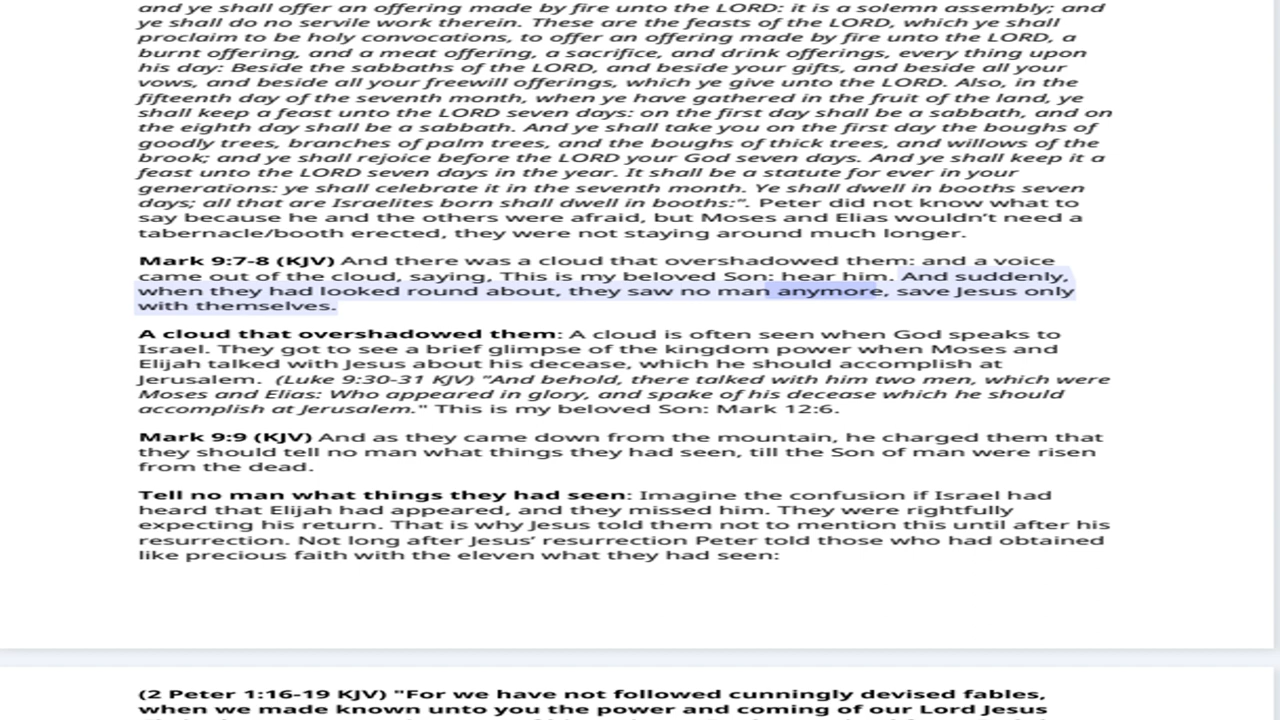 and ye shall offer an offering made by fire unto the LORD: it is a solemn assembly; and
ye shall do no servile work therein. These are the feasts of the LORD, which ye shall
proclaim to be holy convocations, to offer an offering made by fire unto the LORD, a
burnt offering, and a meat offering, a sacrifice, and drink offerings, every thing upon
his day: Beside the sabbaths of the LORD, and beside your gifts, and beside all your
vows, and beside all your freewill offerings, which ye give unto the LORD. Also, in the
fifteenth day of the seventh month, when ye have gathered in the fruit of the land, ye
shall keep a feast unto the LORD seven days: on the first day shall be a sabbath, and on
the eighth day shall be a sabbath. And ye shall take you on the first day the boughs of
goodly trees, branches of palm trees, and the boughs of thick trees, and willows of the
brook; and ye shall rejoice before the LORD your God seven days. And ye shall keep it a
feast unto the LORD seven days in the year. It shall be a statute for ever in your
generations: ye shall celebrate it in the seventh month. Ye shall dwell in booths seven
days; all that are Israelites born shall dwell in booths:”. Peter did not know what to
say because he and the others were afraid, but Moses and Elias wouldn’t need a
tabernacle/booth erected, they were not staying around much longer.
Mark 9:7-8 (KJV) And there was a cloud that overshadowed them: and a voice
came out of the cloud, saying, This is my beloved Son: hear him. And suddenly,
when they had looked round about, they saw no man anymore, save Jesus only
with themselves.
A cloud that overshadowed them: A cloud is often seen when God speaks to
Israel. They got to see a brief glimpse of the kingdom power when Moses and
Elijah talked with Jesus about his decease, which he should accomplish at
Jerusalem. (Luke 9:30-31 KJV) "And behold, there talked with him two men, which were
Moses and Elias: Who appeared in glory, and spake of his decease which he should
accomplish at Jerusalem." This is my beloved Son: Mark 12:6.
Mark 9:9 (KJV) And as they came down from the mountain, he charged them that
they should tell no man what things they had seen, till the Son of man were risen
from the dead.
Tell no man what things they had seen: Imagine the confusion if Israel had
heard that Elijah had appeared, and they missed him. They were rightfully
expecting his return. That is why Jesus told them not to mention this until after his
resurrection. Not long after Jesus’ resurrection Peter told those who had obtained
like precious faith with the eleven what they had seen:
(2 Peter 1:16-19 KJV) "For we have not followed cunningly devised fables,
when we made known unto you the power and coming of our Lord Jesus